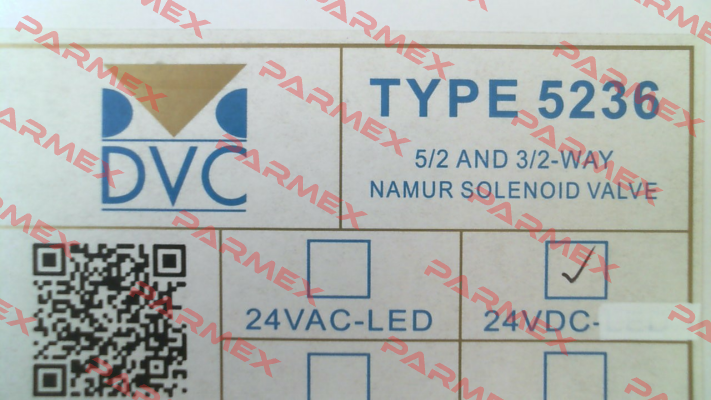 DVC
TYPE 5236
5/2 AND 3/2-WAY
NAMUR SOLENOID VALVE
24VAC-LED
24VDC-
PARMEX